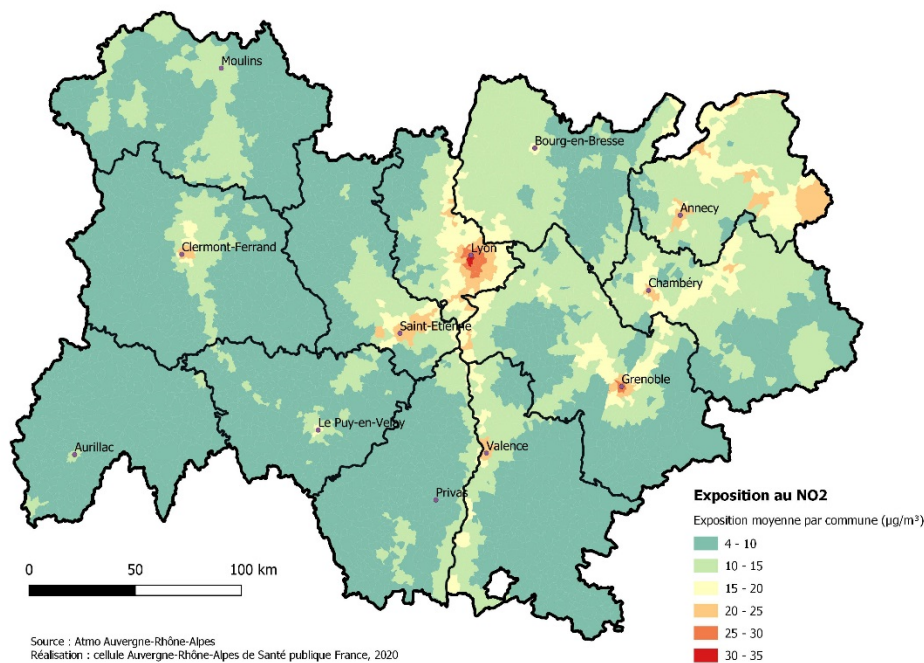 Moulins
Bourg-en-Bresse
Annecy
Clermont-Ferrand
Lyon
Chambéry
Saint-Etienne
Grenoble
Le Puy-en-Velay
Aurillac
Valence
Privas
Exposition au NO2
Exposition moyenne par commune (µg/m³)
4 - 10
10 - 15
15 - 20
20 - 25
25 - 30
30 - 35
0 50 100 km
Source : Atmo Auvergne-Rhône-Alpes
Réalisation : cellule Auvergne-Rhône-Alpes de Santé publique France, 2020